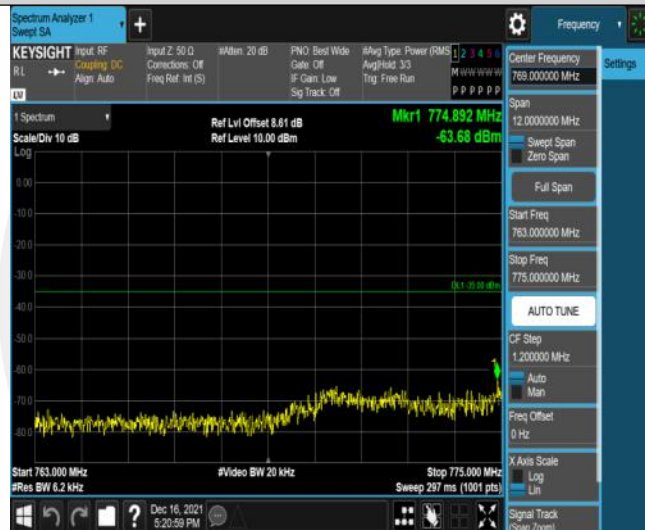 Spectrum Analyzer 1
Swept SA
+
Frequency
KEYSIGHT
RL
LXI
Input: RF
Coupling: DC
Align: Auto
Input Z: 50 Ω
Corrections: Off
Freq Ref: Int (S)
#Atten: 20 dB
PNO: Best Wide
Gate: Off
IF Gain: Low
Sig Track: Off
#Avg Type: Power (RMS
Avg|Hold: 3/3
Trig: Free Run
1 2 3 4 5 6
M W W W W W
P P P P P P
1 Spectrum
Scale/Div 10 dB
Log
Ref Lvl Offset 8.61 dB
Ref Level 10.00 dBm
Mkr1 774.892 MHz
-63.68 dBm
0.00
-10.0
-20.0
-30.0
-40.0
-50.0
-60.0
-70.0
-80.0
DL1 -35.00 dBm
Start 763.000 MHz
#Res BW 6.2 kHz
#Video BW 20 kHz
Stop 775.000 MHz
Sweep 297 ms (1001 pts)
?
Dec 16, 2021
5:20:59 PM
Center Frequency
769.000000 MHz
Settings
Span
12.0000000 MHz
Swept Span
Zero Span
Full Span
Start Freq
763.000000 MHz
Stop Freq
775.000000 MHz
AUTO TUNE
CF Step
1.200000 MHz
Auto
Man
Freq Offset
0 Hz
X Axis Scale
Log
Lin
Signal Track
(Span Zoom)